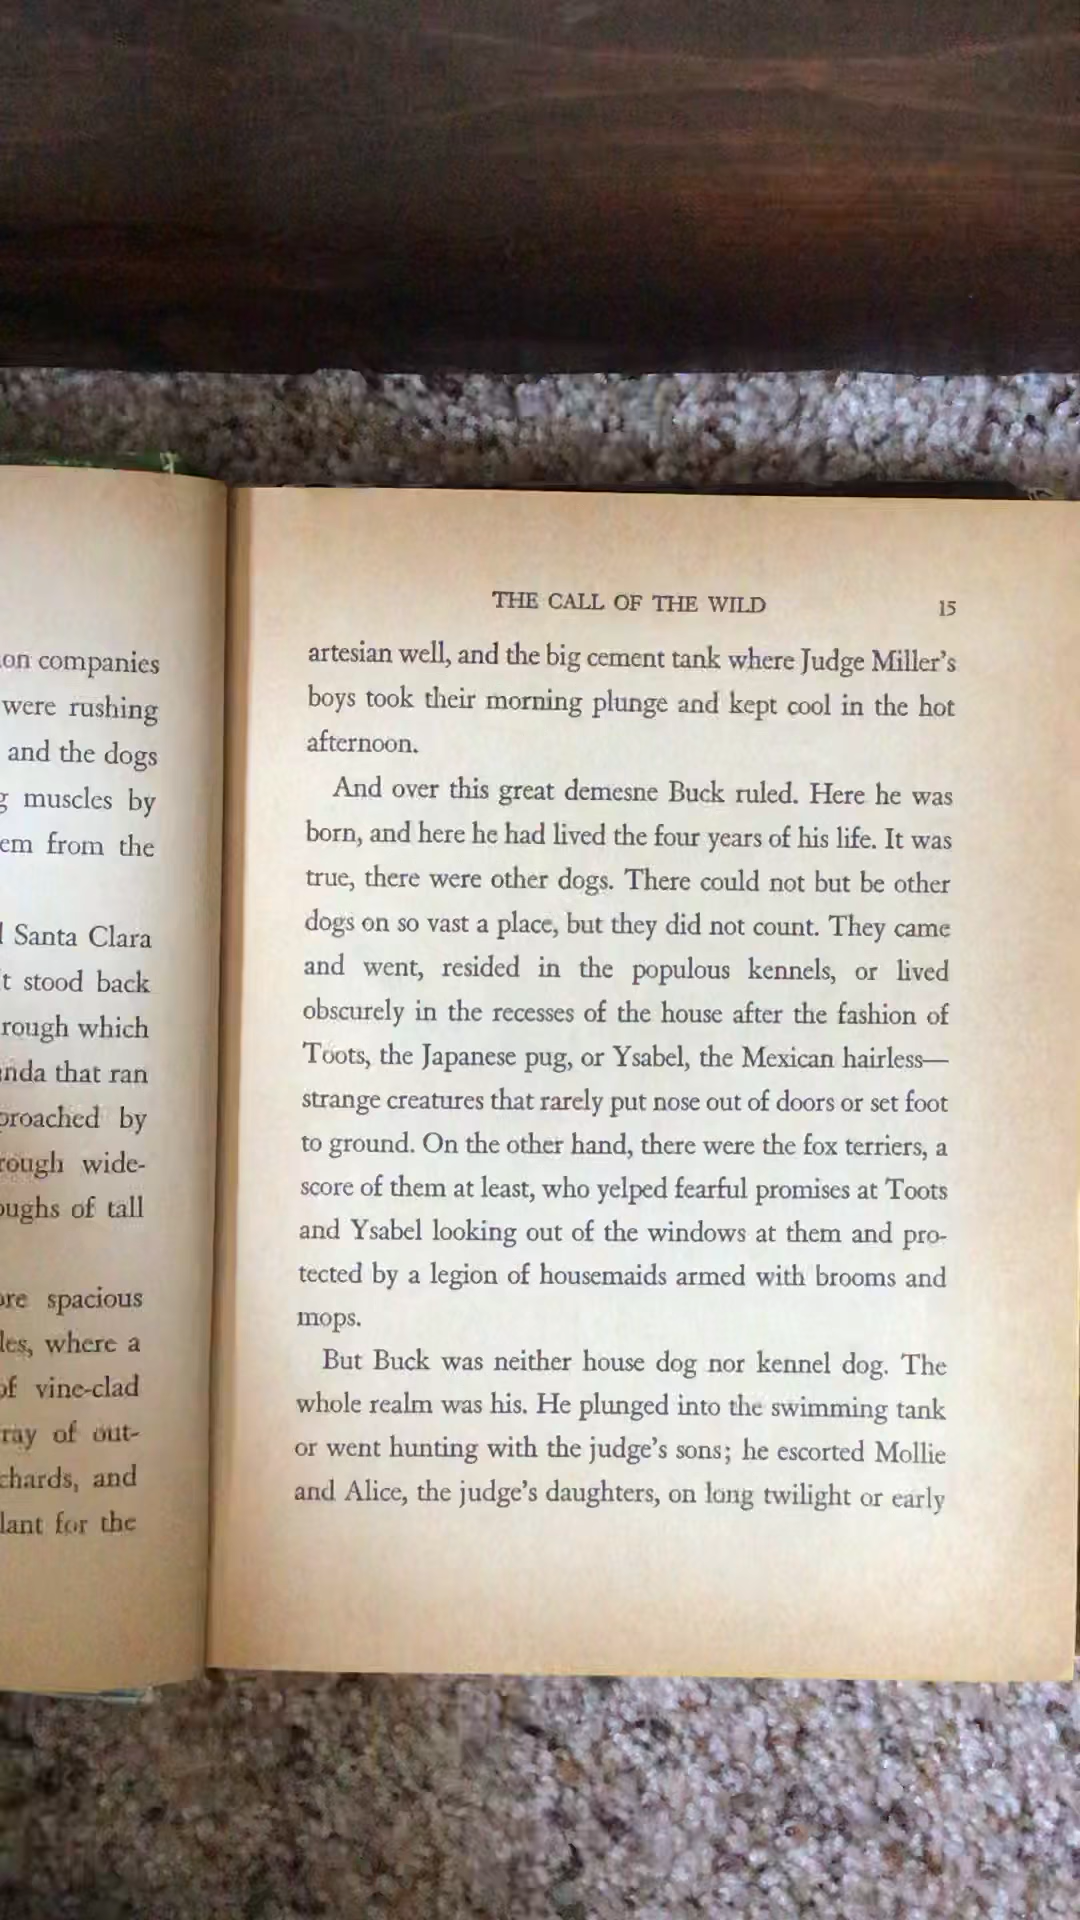 companies
were rushing
and the dogs
muscles by
from the
Santa Clara
stood back
which
that ran
by
wide-
of tall
spacious
where a
of vine-clad
of out-
and
for the
THE CALL OF THE WILD 15
artesian well, and the big cement tank where Judge Miller’s
boys took their morning plunge and kept cool in the hot
afternoon.
And over this great demesne Buck ruled. Here he was
born, and here he had lived the four years of his life. It was
true, there were other dogs. There could not but be other
dogs on so vast a place, but they did not count. They came
and went, resided in the populous kennels, or lived
obscurely in the recesses of the house after the fashion of
Toots, the Japanese pug, or Ysabel, the Mexican hairless—
strange creatures that rarely put nose out of doors or set foot
to ground. On the other hand, there were the fox terriers, a
score of them at least, who yelped fearful promises at Toots
and Ysabel looking out of the windows at them and pro-
tected by a legion of housemaids armed with brooms and
mops.
But Buck was neither house dog nor kennel dog. The
whole realm was his. He plunged into the swimming tank
or went hunting with the judge’s sons; he escorted Mollie
and Alice, the judge’s daughters, on long twilight or early